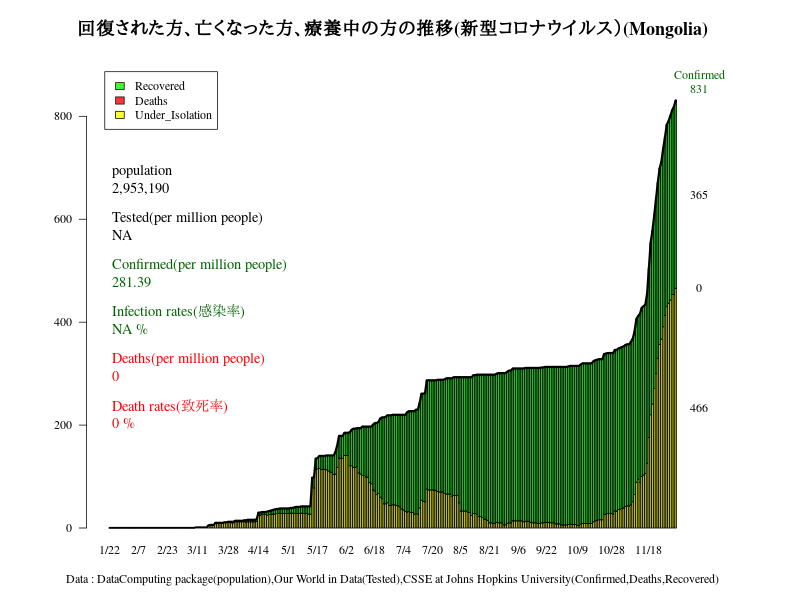 回復された方、亡くなった方、療養中の方の推移(新型コロナウイルス）(Mongolia)
Confirmed
831
Recovered
Deaths
Under_Isolation
population
2,953,190
Tested(per million people)
NA
Confirmed(per million people)
281.39
Infection rates(感染率)
NA %
Deaths(per million people)
0
Death rates(致死率)
0 %
800
600
400
200
0
365
0
466
1/22 2/7 2/23 3/11 3/28 4/14 5/1 5/17 6/2 6/18 7/4 7/20 8/5 8/21 9/6 9/22 10/9 10/28 11/18
Data : DataComputing package(population),Our World in Data(Tested),CSSE at Johns Hopkins University(Confirmed,Deaths,Recovered)